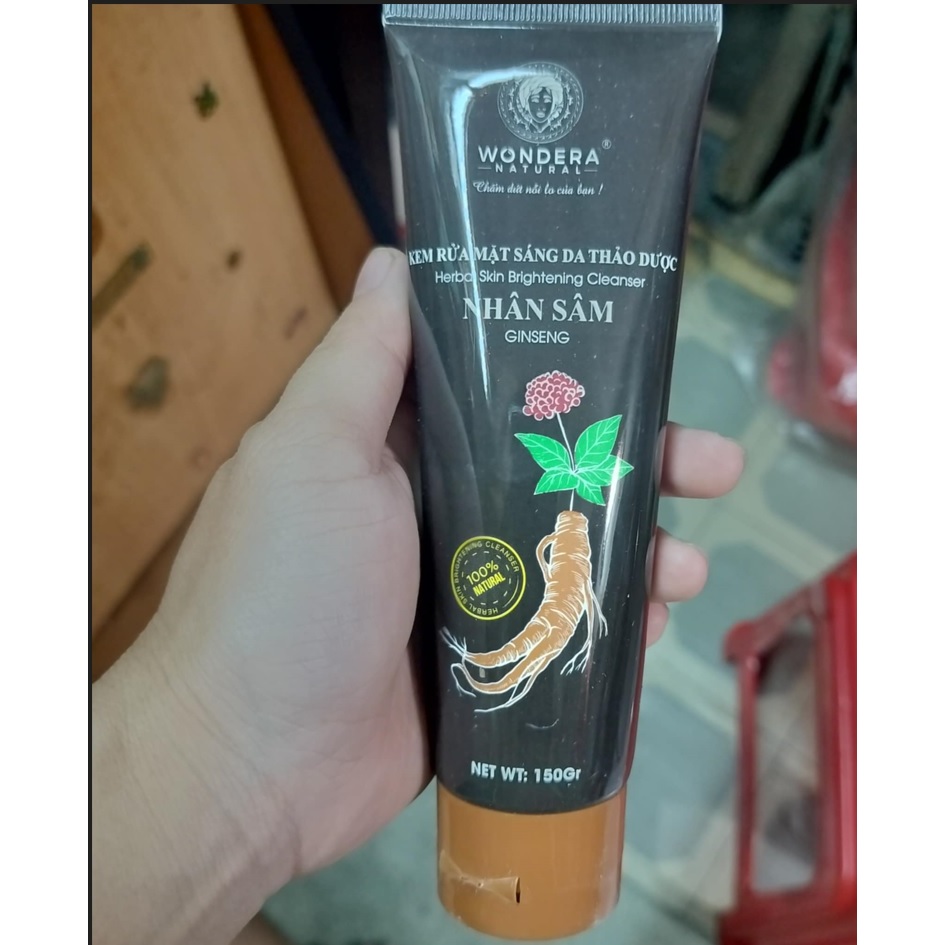 WONDERA®
NATURAL
Chấm dứt nỗi lo của bạn !
KEM RỬA MẶT SÁNG DA THẢO DƯỢC
Herbal Skin Brightening Cleanser
NHÂN SÂM
GINSENG
HERBAL SKIN BRIGHTENING CLEANSER
100%
NATURAL
NET WT: 150Gr